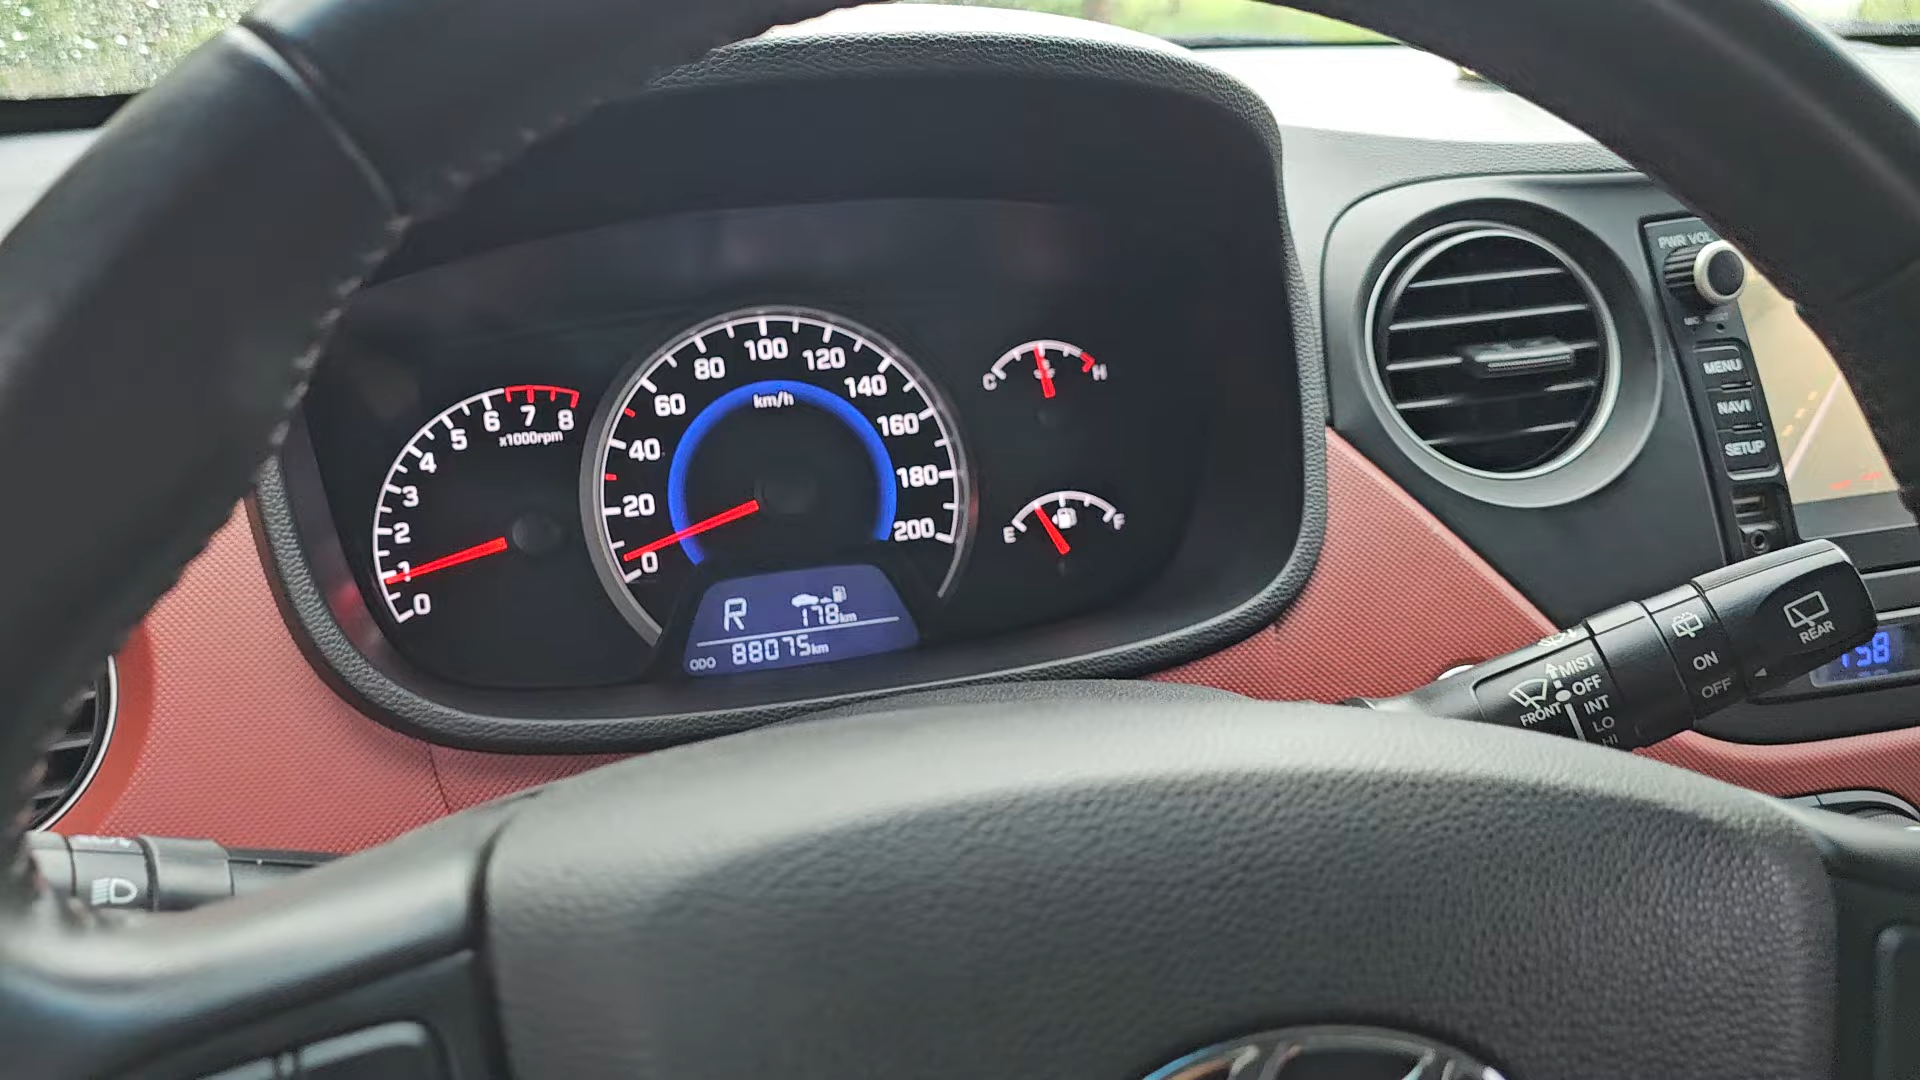 0
1
2
3
4
5
6
7
8
x1000rpm
0
20
40
60
80
100
120
140
160
180
200
km/h
C
H
E
F
R
178km
ODO 88075km
PWR VOL
MENU
NAVI
SETUP
MIST
OFF
INT
LO
HI
FRONT
ON
OFF
REAR